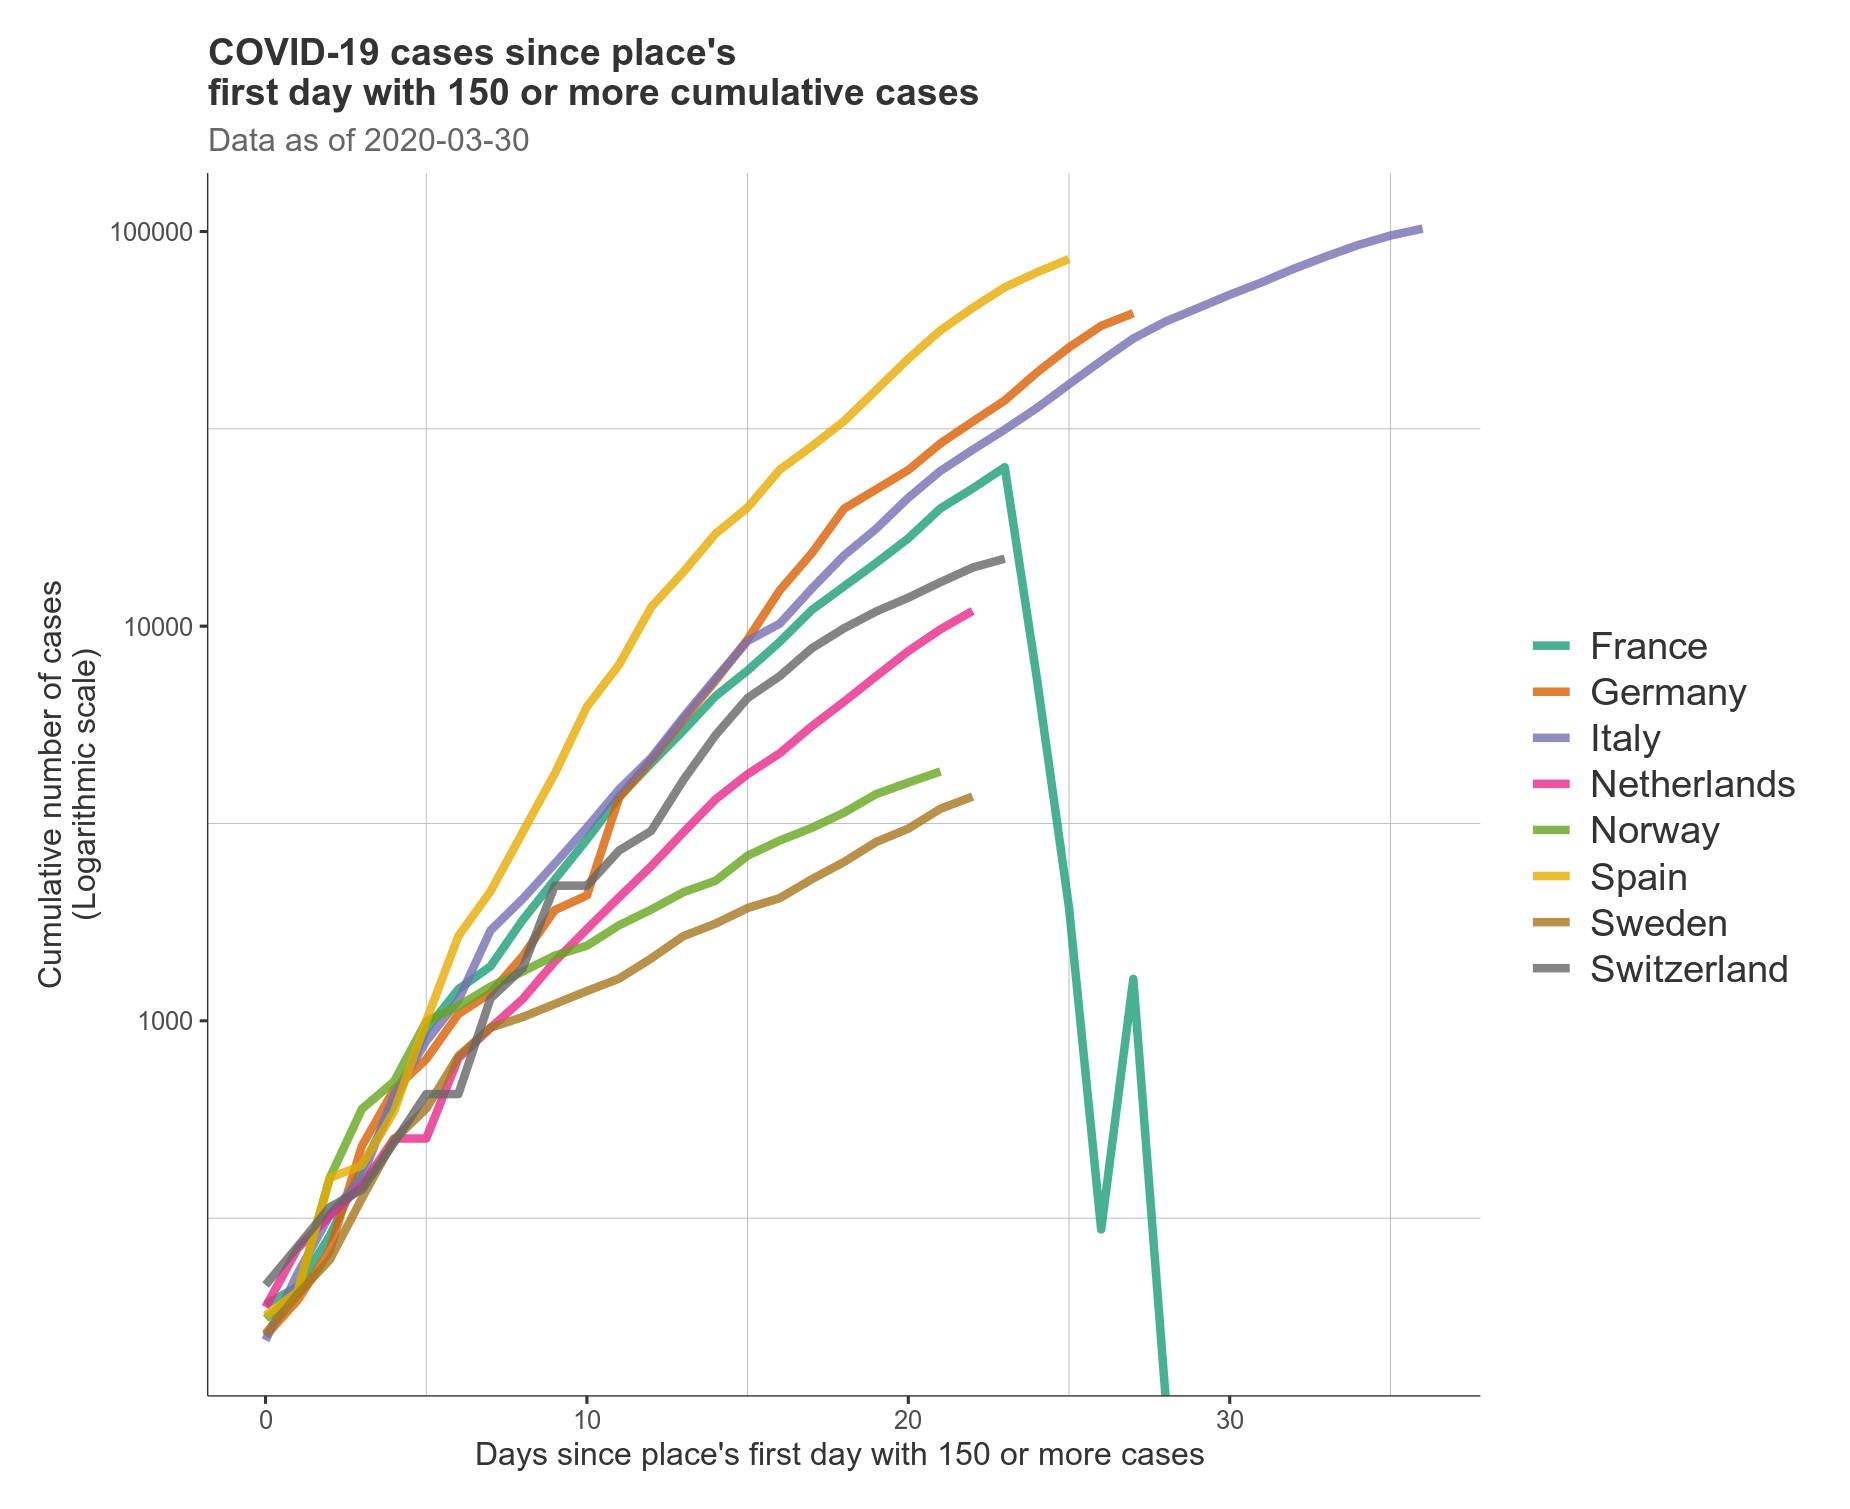 COVID-19 cases since place's
first day with 150 or more cumulative cases
Data as of 2020-03-30
Cumulative number of cases
(Logarithmic scale)
100000
10000
1000
0
10
20
30
Days since place's first day with 150 or more cases
France
Germany
Italy
Netherlands
Norway
Spain
Sweden
Switzerland